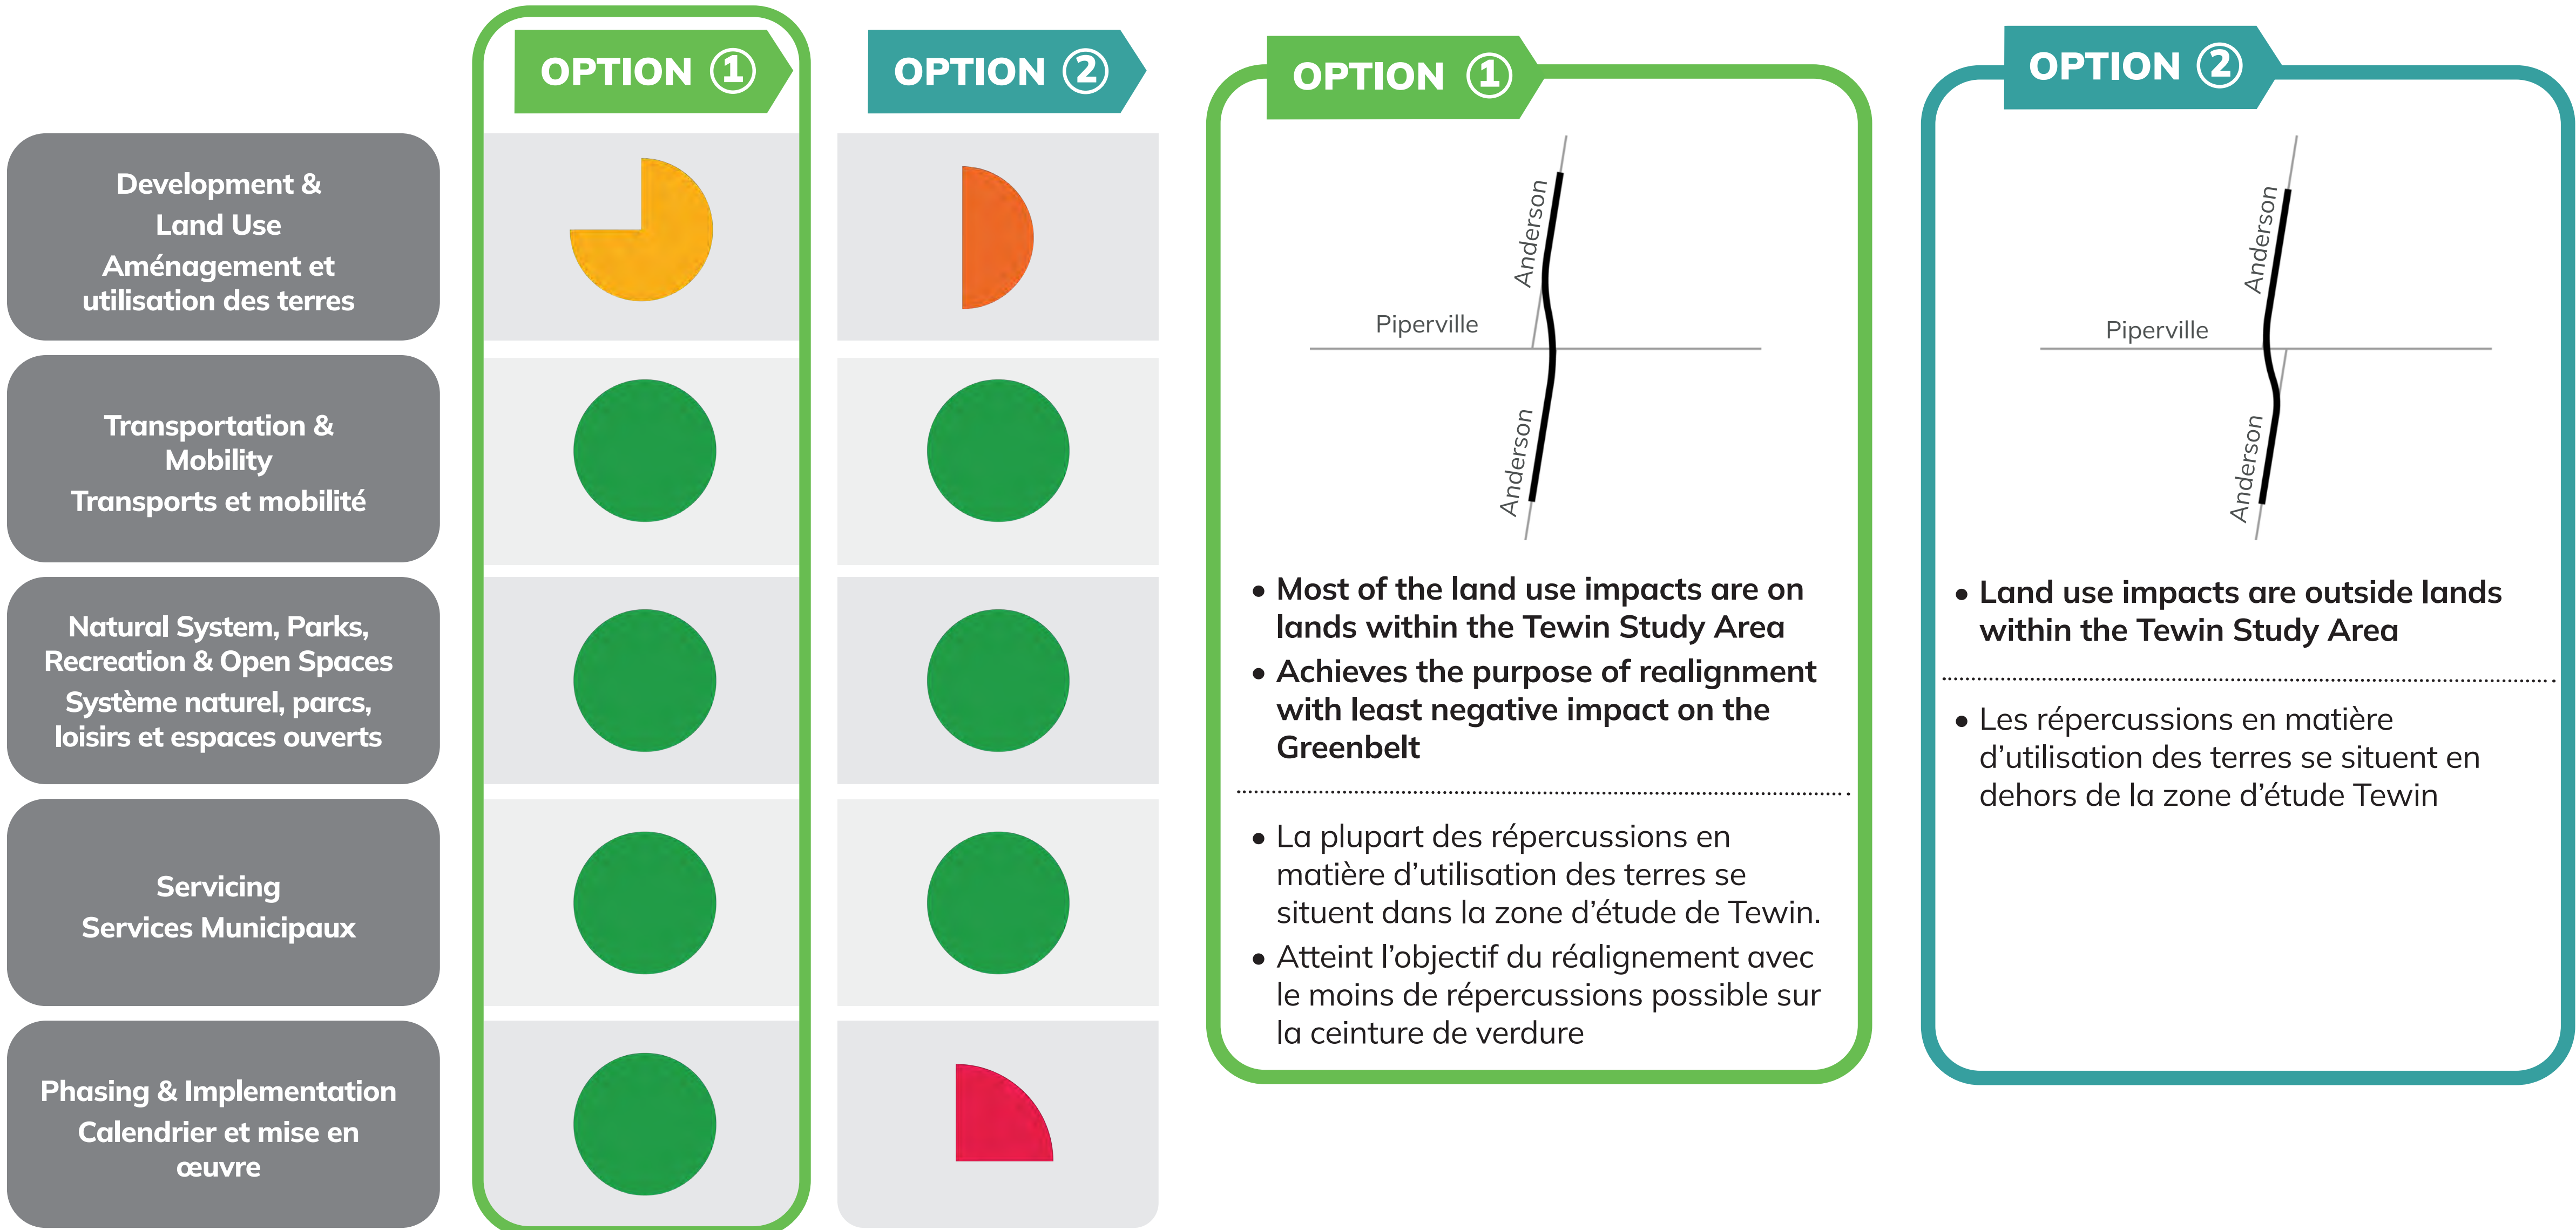 OPTION ①
OPTION ②
Development &
Land Use
Aménagement et
utilisation des terres
Transportation &
Mobility
Transports et mobilité
Natural System, Parks,
Recreation & Open Spaces
Système naturel, parcs,
loisirs et espaces ouverts
Servicing
Services Municipaux
Phasing & Implementation
Calendrier et mise en
œuvre
OPTION ①
Anderson
Piperville
Anderson
• Most of the land use impacts are on
lands within the Tewin Study Area
• Achieves the purpose of realignment
with least negative impact on the
Greenbelt
• La plupart des répercussions en
matière d’utilisation des terres se
situent dans la zone d’étude de Tewin.
• Atteint l’objectif du réalignement avec
le moins de répercussions possible sur
la ceinture de verdure
OPTION ②
Anderson
Piperville
Anderson
• Land use impacts are outside lands
within the Tewin Study Area
• Les répercussions en matière
d’utilisation des terres se situent en
dehors de la zone d’étude Tewin